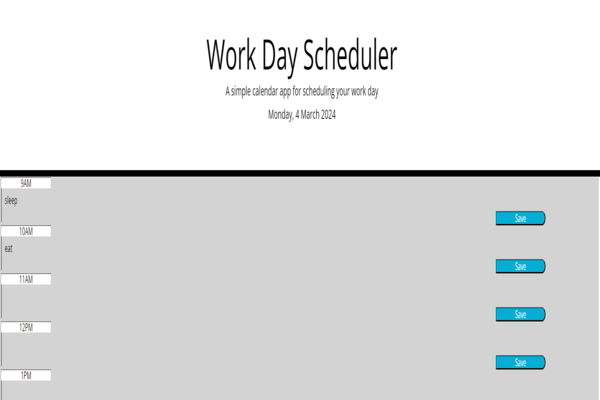 Work Day Scheduler
A simple calendar app for scheduling your work day
Monday, 4 March 2024
9AM
sleep
Save
10AM
eat
Save
11AM
Save
12PM
Save
1PM